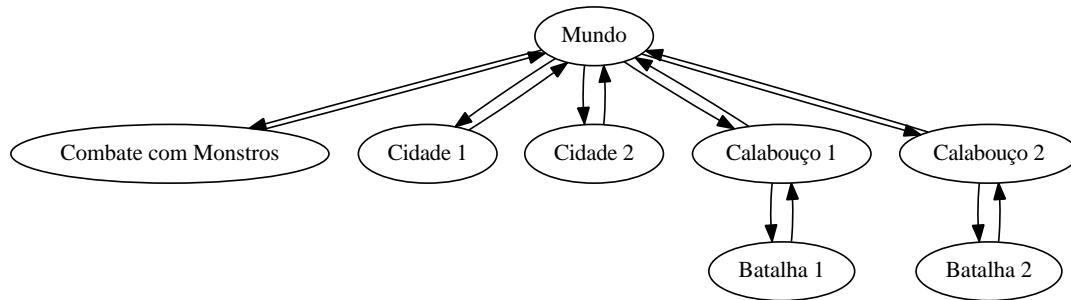 Mundo
Combate com Monstros
Cidade 1
Cidade 2
Calabouço 1
Calabouço 2
Batalha 1
Batalha 2